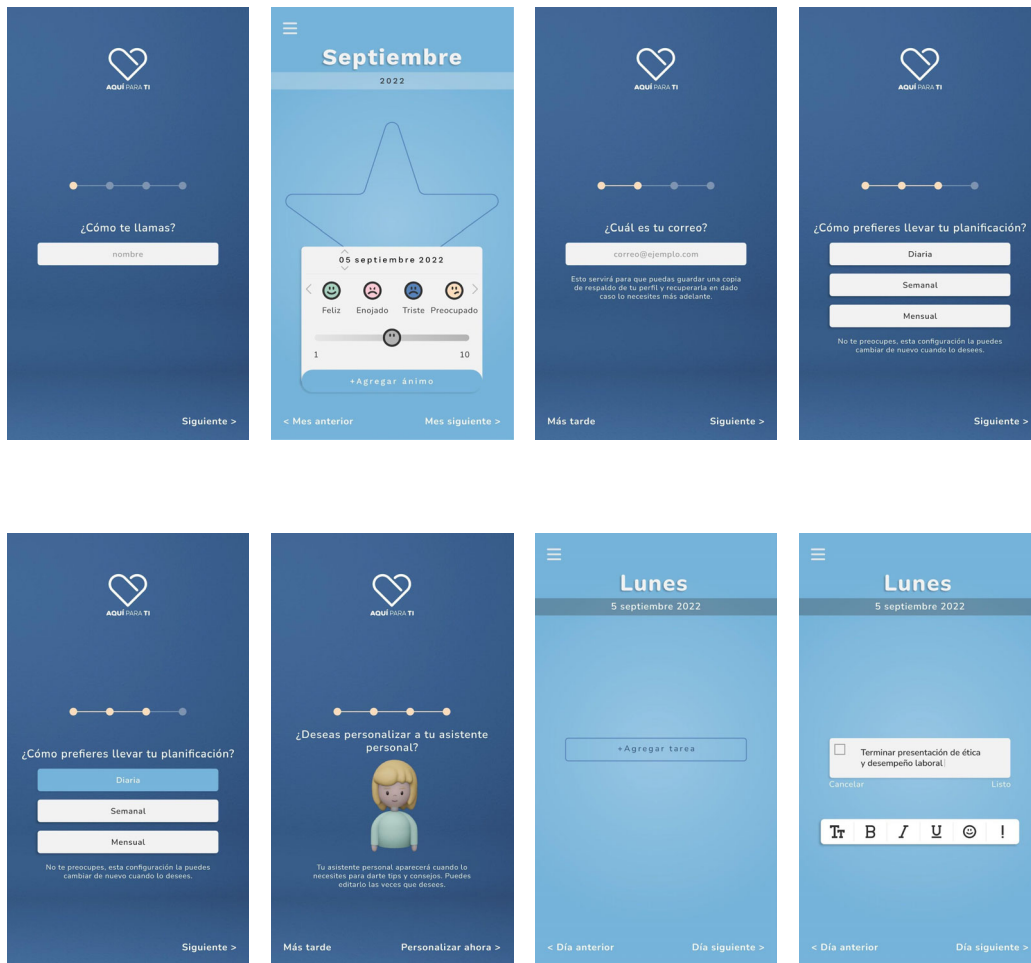 AQUÍ PARA TI
¿Cómo te llamas?
nombre
Siguiente >
Septiembre
2022
05 septiembre 2022
Feliz Enojado Triste Preocupado
1 10
+Agregar ánimo
< Mes anterior Mes siguiente >
AQUÍ PARA TI
¿Cuál es tu correo?
correo@ejemplo.com
Esto servirá para que puedas guardar una copia
de respaldo de tu perfil y recuperarla en dado
caso lo necesites más adelante.
Más tarde Siguiente >
AQUÍ PARA TI
¿Cómo prefieres llevar tu planificación?
Diaria
Semanal
Mensual
No te preocupes, esta configuración la puedes
cambiar de nuevo cuando lo desees.
Siguiente >
AQUÍ PARA TI
¿Cómo prefieres llevar tu planificación?
Diaria
Semanal
Mensual
No te preocupes, esta configuración la puedes
cambiar de nuevo cuando lo desees.
Siguiente >
AQUÍ PARA TI
¿Deseas personalizar a tu asistente
personal?
Tu asistente personal aparecerá cuando lo
necesites para darte tips y consejos. Puedes
editarlo las veces que desees.
Más tarde Personalizar ahora >
Lunes
5 septiembre 2022
+Agregar tarea
< Día anterior Día siguiente >
Lunes
5 septiembre 2022
Terminar presentación de ética
y desempeño laboral
Cancelar Listo
TT B I U !
< Día anterior Día siguiente >